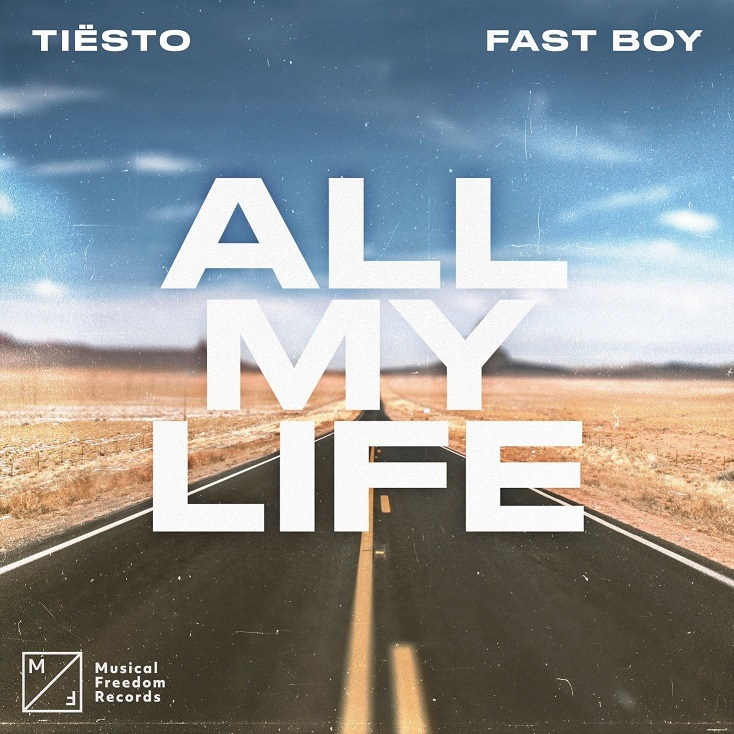 TIËSTO
FAST BOY
ALL
MY
LIFE
M
F
Musical
Freedom
Records